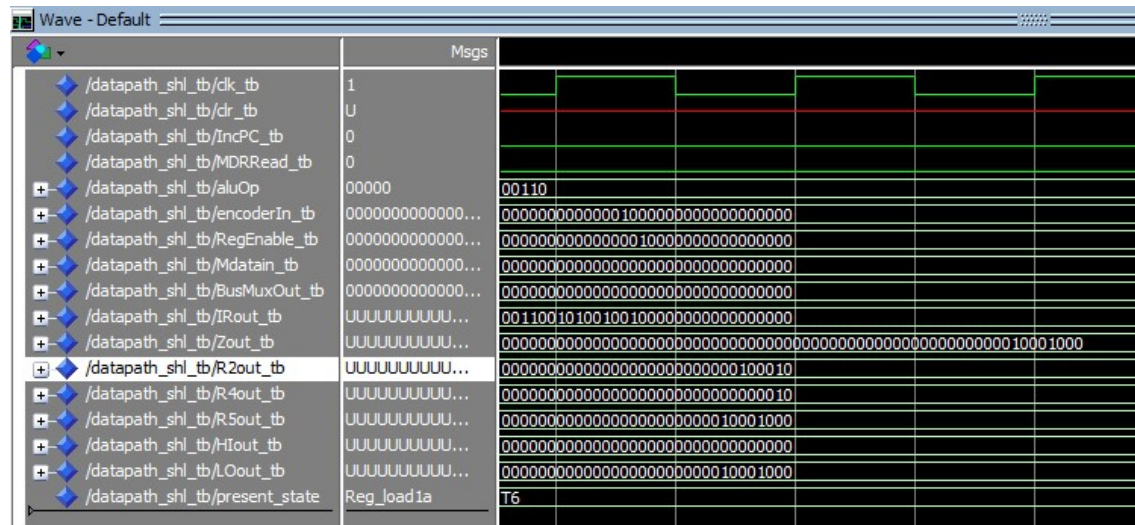 Wave - Default
Msgs
/datapath_shl_tb/clk_tb 1
/datapath_shl_tb/clr_tb U
/datapath_shl_tb/IncPC_tb 0
/datapath_shl_tb/MDRRead_tb 0
/datapath_shl_tb/aluOp 00000 00110
/datapath_shl_tb/encoderIn_tb 0000000000000... 00000000000001000000000000000000
/datapath_shl_tb/RegEnable_tb 0000000000000... 00000000000000010000000000000000
/datapath_shl_tb/Mdatain_tb 0000000000000... 00000000000000000000000000000000
/datapath_shl_tb/BusMuxOut_tb 0000000000000... 00000000000000000000000000000000
/datapath_shl_tb/IRout_tb UUUUUUUUUU... 00110010100100100000000000000000
/datapath_shl_tb/Zout_tb UUUUUUUUUU... 0000000000000000000000000000000000000000000000000000000010001000
/datapath_shl_tb/R2out_tb UUUUUUUUUU... 00000000000000000000000000100010
/datapath_shl_tb/R4out_tb UUUUUUUUUU... 00000000000000000000000000000010
/datapath_shl_tb/R5out_tb UUUUUUUUUU... 00000000000000000000000010001000
/datapath_shl_tb/HIout_tb UUUUUUUUUU... 00000000000000000000000000000000
/datapath_shl_tb/LOout_tb UUUUUUUUUU... 00000000000000000000000010001000
/datapath_shl_tb/present_state Reg_load1a T6